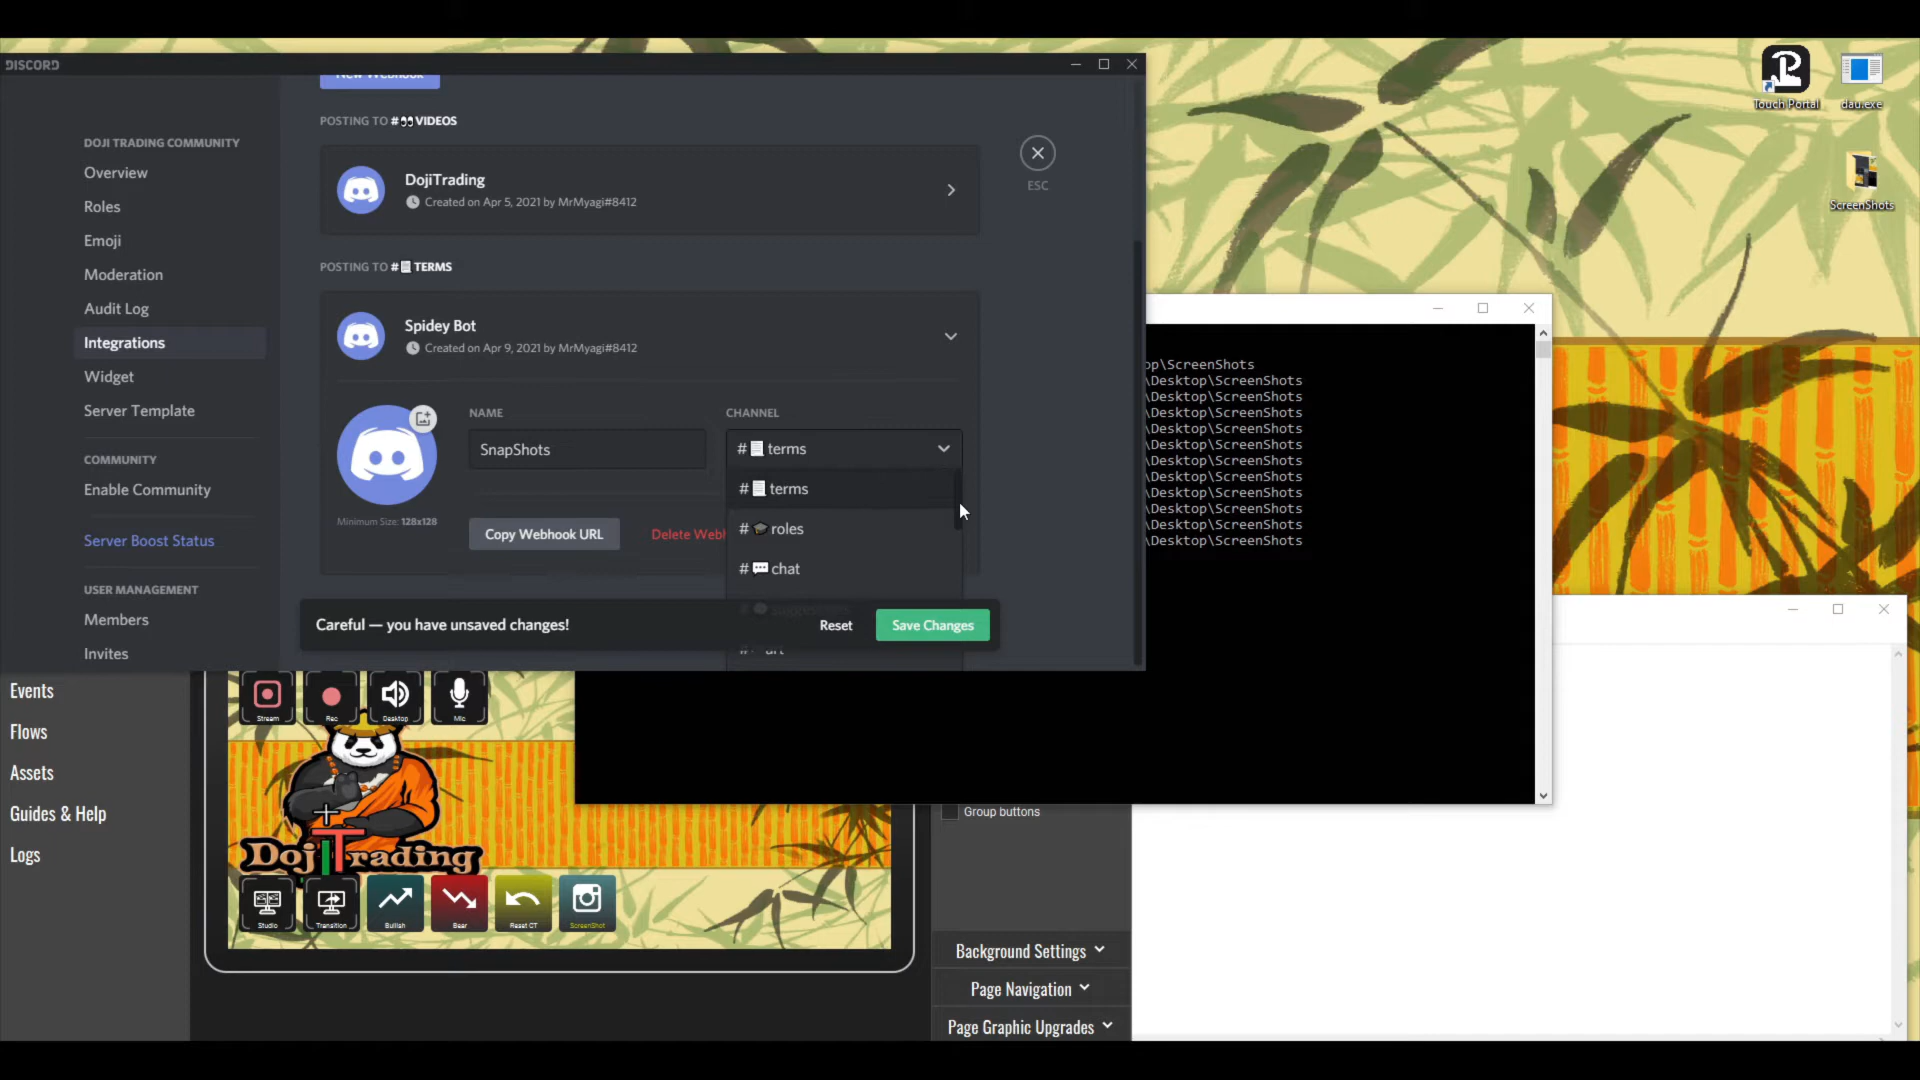 DISCORD
New Webhook
DOJI TRADING COMMUNITY
Overview
Roles
Emoji
Moderation
Audit Log
Integrations
Widget
Server Template
COMMUNITY
Enable Community
Server Boost Status
USER MANAGEMENT
Members
Invites
POSTING TO #👀VIDEOS
DojiTrading
Created on Apr 5, 2021 by MrMyagi#8412
POSTING TO #📃TERMS
Spidey Bot
Created on Apr 9, 2021 by MrMyagi#8412
NAME
SnapShots
CHANNEL
#📃terms
#📃terms
#🎓roles
#💬chat
Minimum Size: 128x128
Copy Webhook URL
Delete Web
Careful — you have unsaved changes!
Reset
Save Changes
ESC
Touch Portal
dau.exe
ScreenShots
op\ScreenShots
\Desktop\ScreenShots
\Desktop\ScreenShots
\Desktop\ScreenShots
\Desktop\ScreenShots
\Desktop\ScreenShots
\Desktop\ScreenShots
\Desktop\ScreenShots
\Desktop\ScreenShots
\Desktop\ScreenShots
\Desktop\ScreenShots
\Desktop\ScreenShots
Events
Flows
Assets
Guides & Help
Logs
Stream
Rec
Desktop
Mic
DojiTrading
Studio
Transition
Bullish
Bear
Reset CT
ScreenShot
Group buttons
Background Settings
Page Navigation
Page Graphic Upgrades